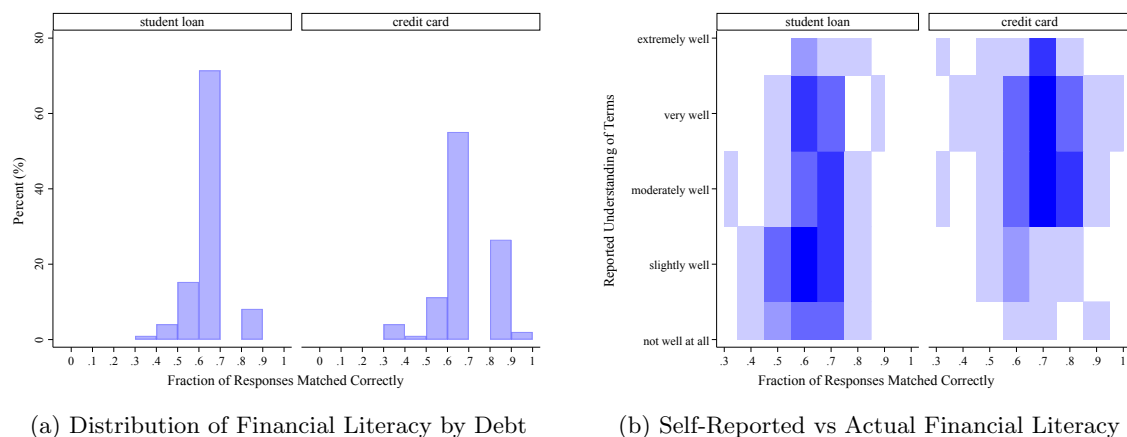 student loan
credit card
80
60
40
20
0
Percent (%)
0 .1 .2 .3 .4 .5 .6 .7 .8 .9 1
0 .1 .2 .3 .4 .5 .6 .7 .8 .9 1
Fraction of Responses Matched Correctly
(a) Distribution of Financial Literacy by Debt
student loan
credit card
Reported Understanding of Terms
extremely well
very well
moderately well
slightly well
not well at all
.3 .4 .5 .6 .7 .8 .9 1
.3 .4 .5 .6 .7 .8 .9 1
Fraction of Responses Matched Correctly
(b) Self-Reported vs Actual Financial Literacy